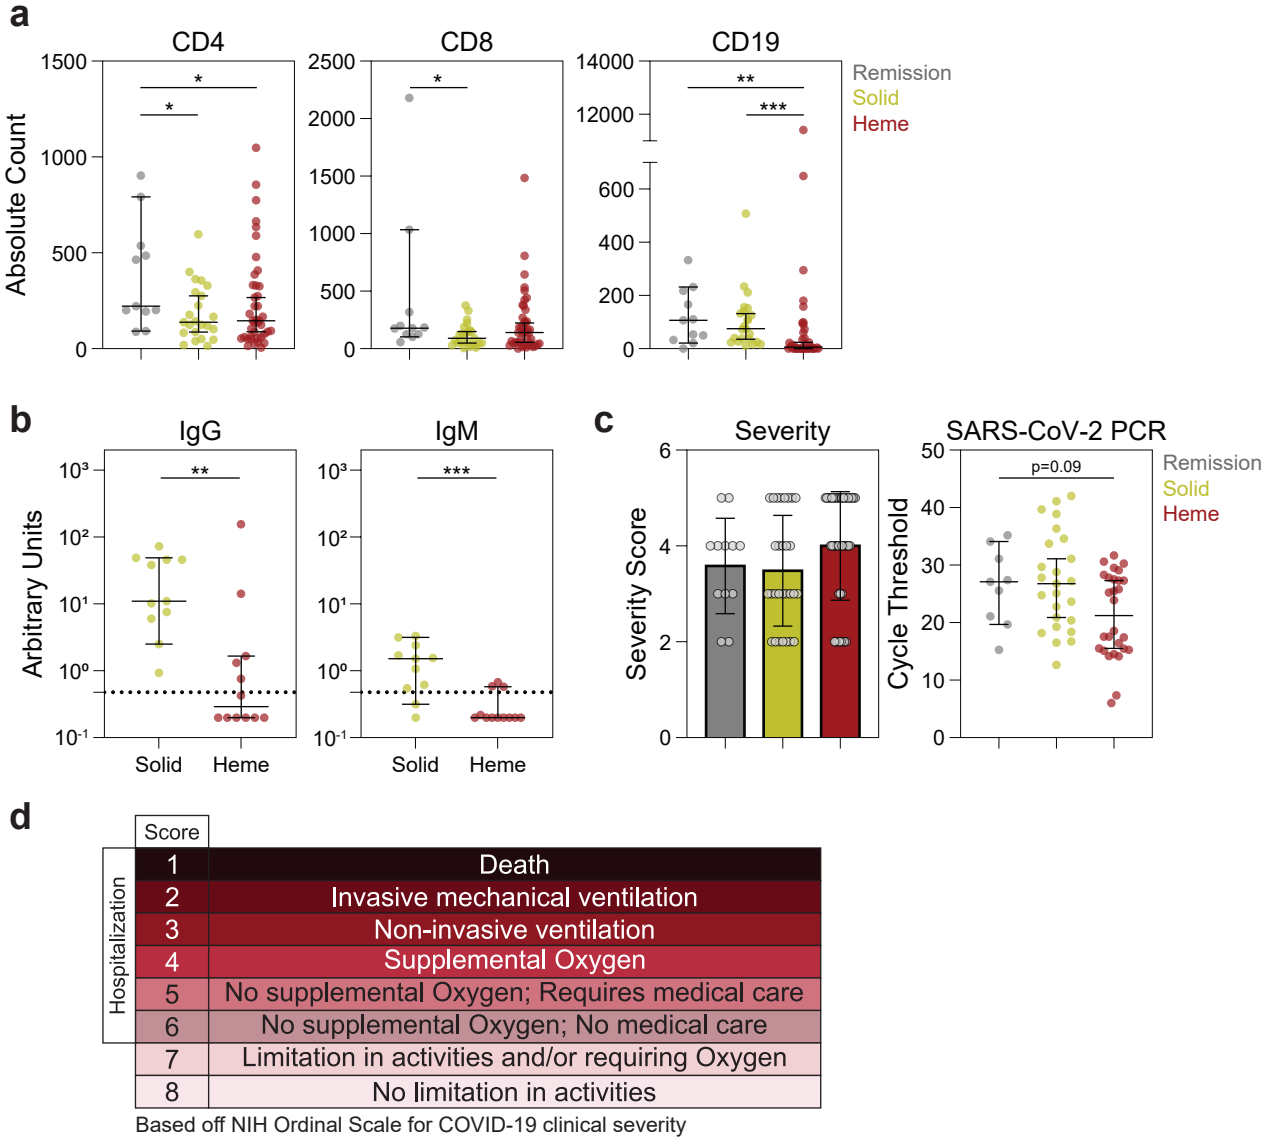 a
CD4
CD8
CD19
Absolute Count
1500
1000
500
0
*
*
2500
2000
1500
1000
500
0
*
14000
12000
600
400
200
0
**
***
Remission
Solid
Heme
b
IgG
IgM
Arbitrary Units
10³
10²
10¹
10⁰
10⁻¹
**
Solid
Heme
10³
10²
10¹
10⁰
10⁻¹
***
Solid
Heme
c
Severity
SARS-CoV-2 PCR
Severity Score
6
4
2
0
Cycle Threshold
50
40
30
20
10
0
p=0.09
Remission
Solid
Heme
d
Score
Hospitalization
1 Death
2 Invasive mechanical ventilation
3 Non-invasive ventilation
4 Supplemental Oxygen
5 No supplemental Oxygen; Requires medical care
6 No supplemental Oxygen; No medical care
7 Limitation in activities and/or requiring Oxygen
8 No limitation in activities
Based off NIH Ordinal Scale for COVID-19 clinical severity